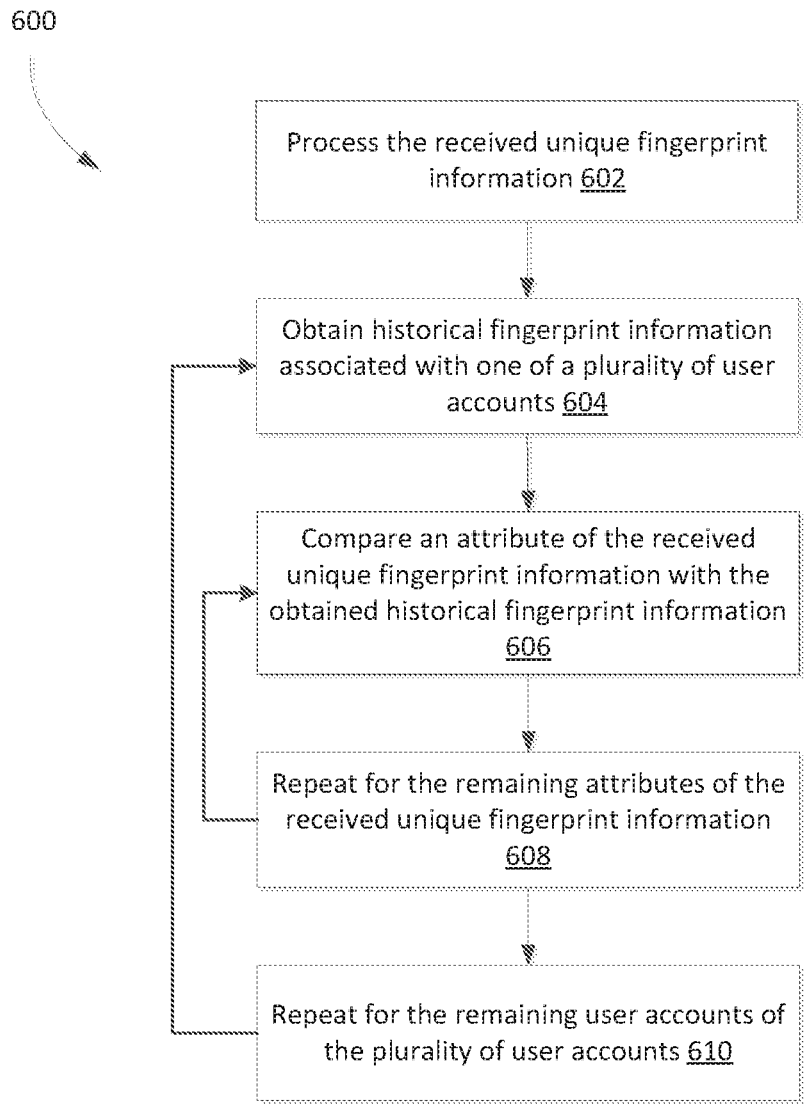 600
Process the received unique fingerprint
information 602
Obtain historical fingerprint information
associated with one of a plurality of user
accounts 604
Compare an attribute of the received
unique fingerprint information with the
obtained historical fingerprint information
606
Repeat for the remaining attributes of the
received unique fingerprint information
608
Repeat for the remaining user accounts of
the plurality of user accounts 610